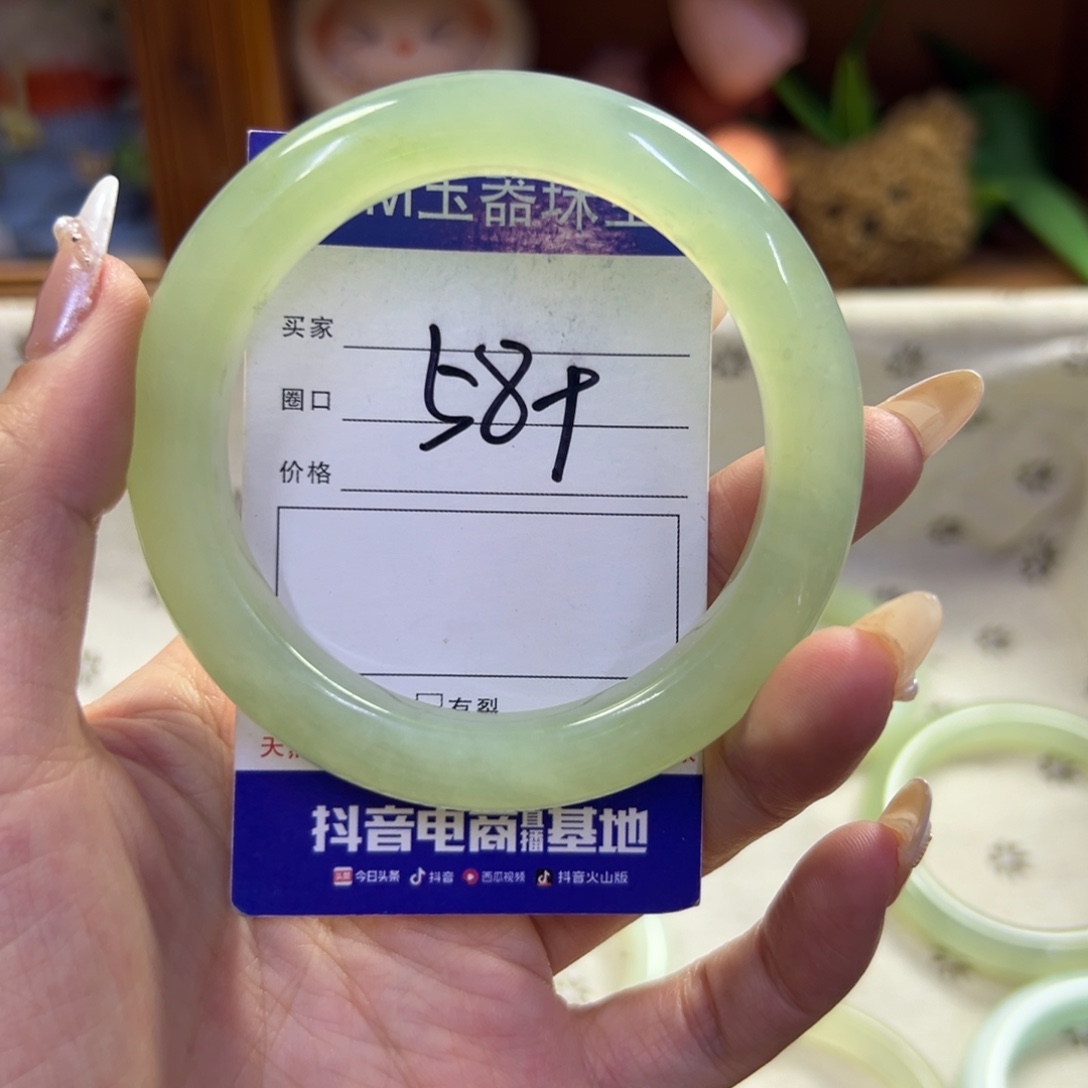 玉器珠宝
买家
圈口
价格
58+
有裂
抖音电商直播基地
今日头条 抖音 西瓜视频 抖音火山版